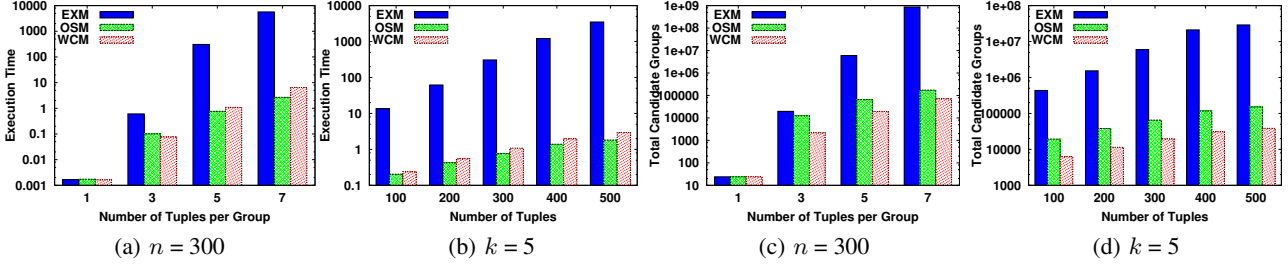 10000
1000
100
10
1
0.1
0.01
0.001
Execution Time
EXM
OSM
WCM
1 3 5 7
Number of Tuples per Group
(a) n = 300
10000
1000
100
10
1
0.1
Execution Time
EXM
OSM
WCM
100 200 300 400 500
Number of Tuples
(b) k = 5
1e+09
1e+08
1e+07
1e+06
100000
10000
1000
100
10
Total Candidate Groups
EXM
OSM
WCM
1 3 5 7
Number of Tuples per Group
(c) n = 300
1e+08
1e+07
1e+06
100000
10000
1000
Total Candidate Groups
EXM
OSM
WCM
100 200 300 400 500
Number of Tuples
(d) k = 5